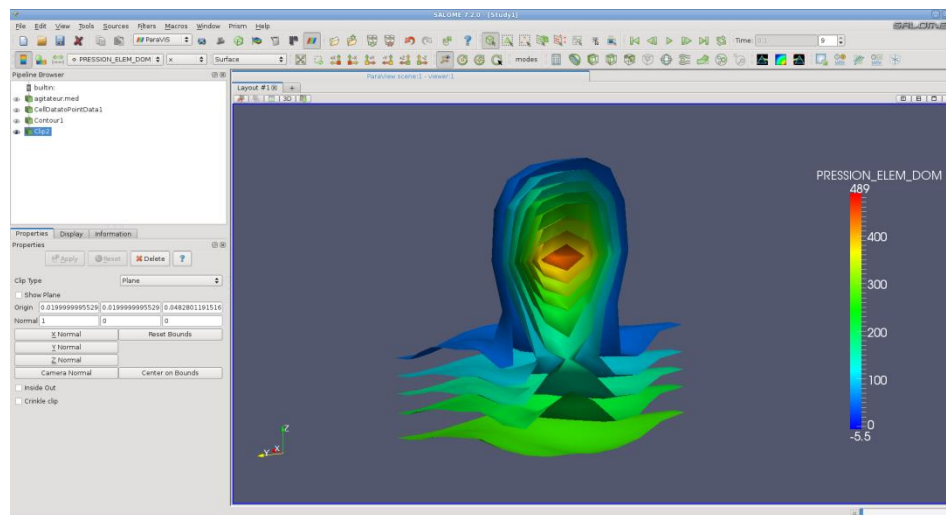 SALOME 7.2.0 - [Study1]
File Edit View Tools Sources Filters Macros Window Prism Help
SALOME
ParaViS
Time: 0.1 9
PRESSION_ELEM_DOM x Surface modes
Pipeline Browser
ParaView scene:1 - viewer:1
builtin:
agitateur.med
CellDatatoPointData1
Contour1
Clip2
Layout #1
3D
PRESSION_ELEM_DOM
489
400
300
200
100
0
-5.5
Z
Y
X
Properties Display Information
Properties
Apply Reset Delete ?
Clip Type Plane
Show Plane
Origin 0.0199999995529 0.0199999995529 0.0482801191516
Normal 1 0 0
X Normal Reset Bounds
Y Normal
Z Normal
Camera Normal Center on Bounds
Inside Out
Crinkle clip